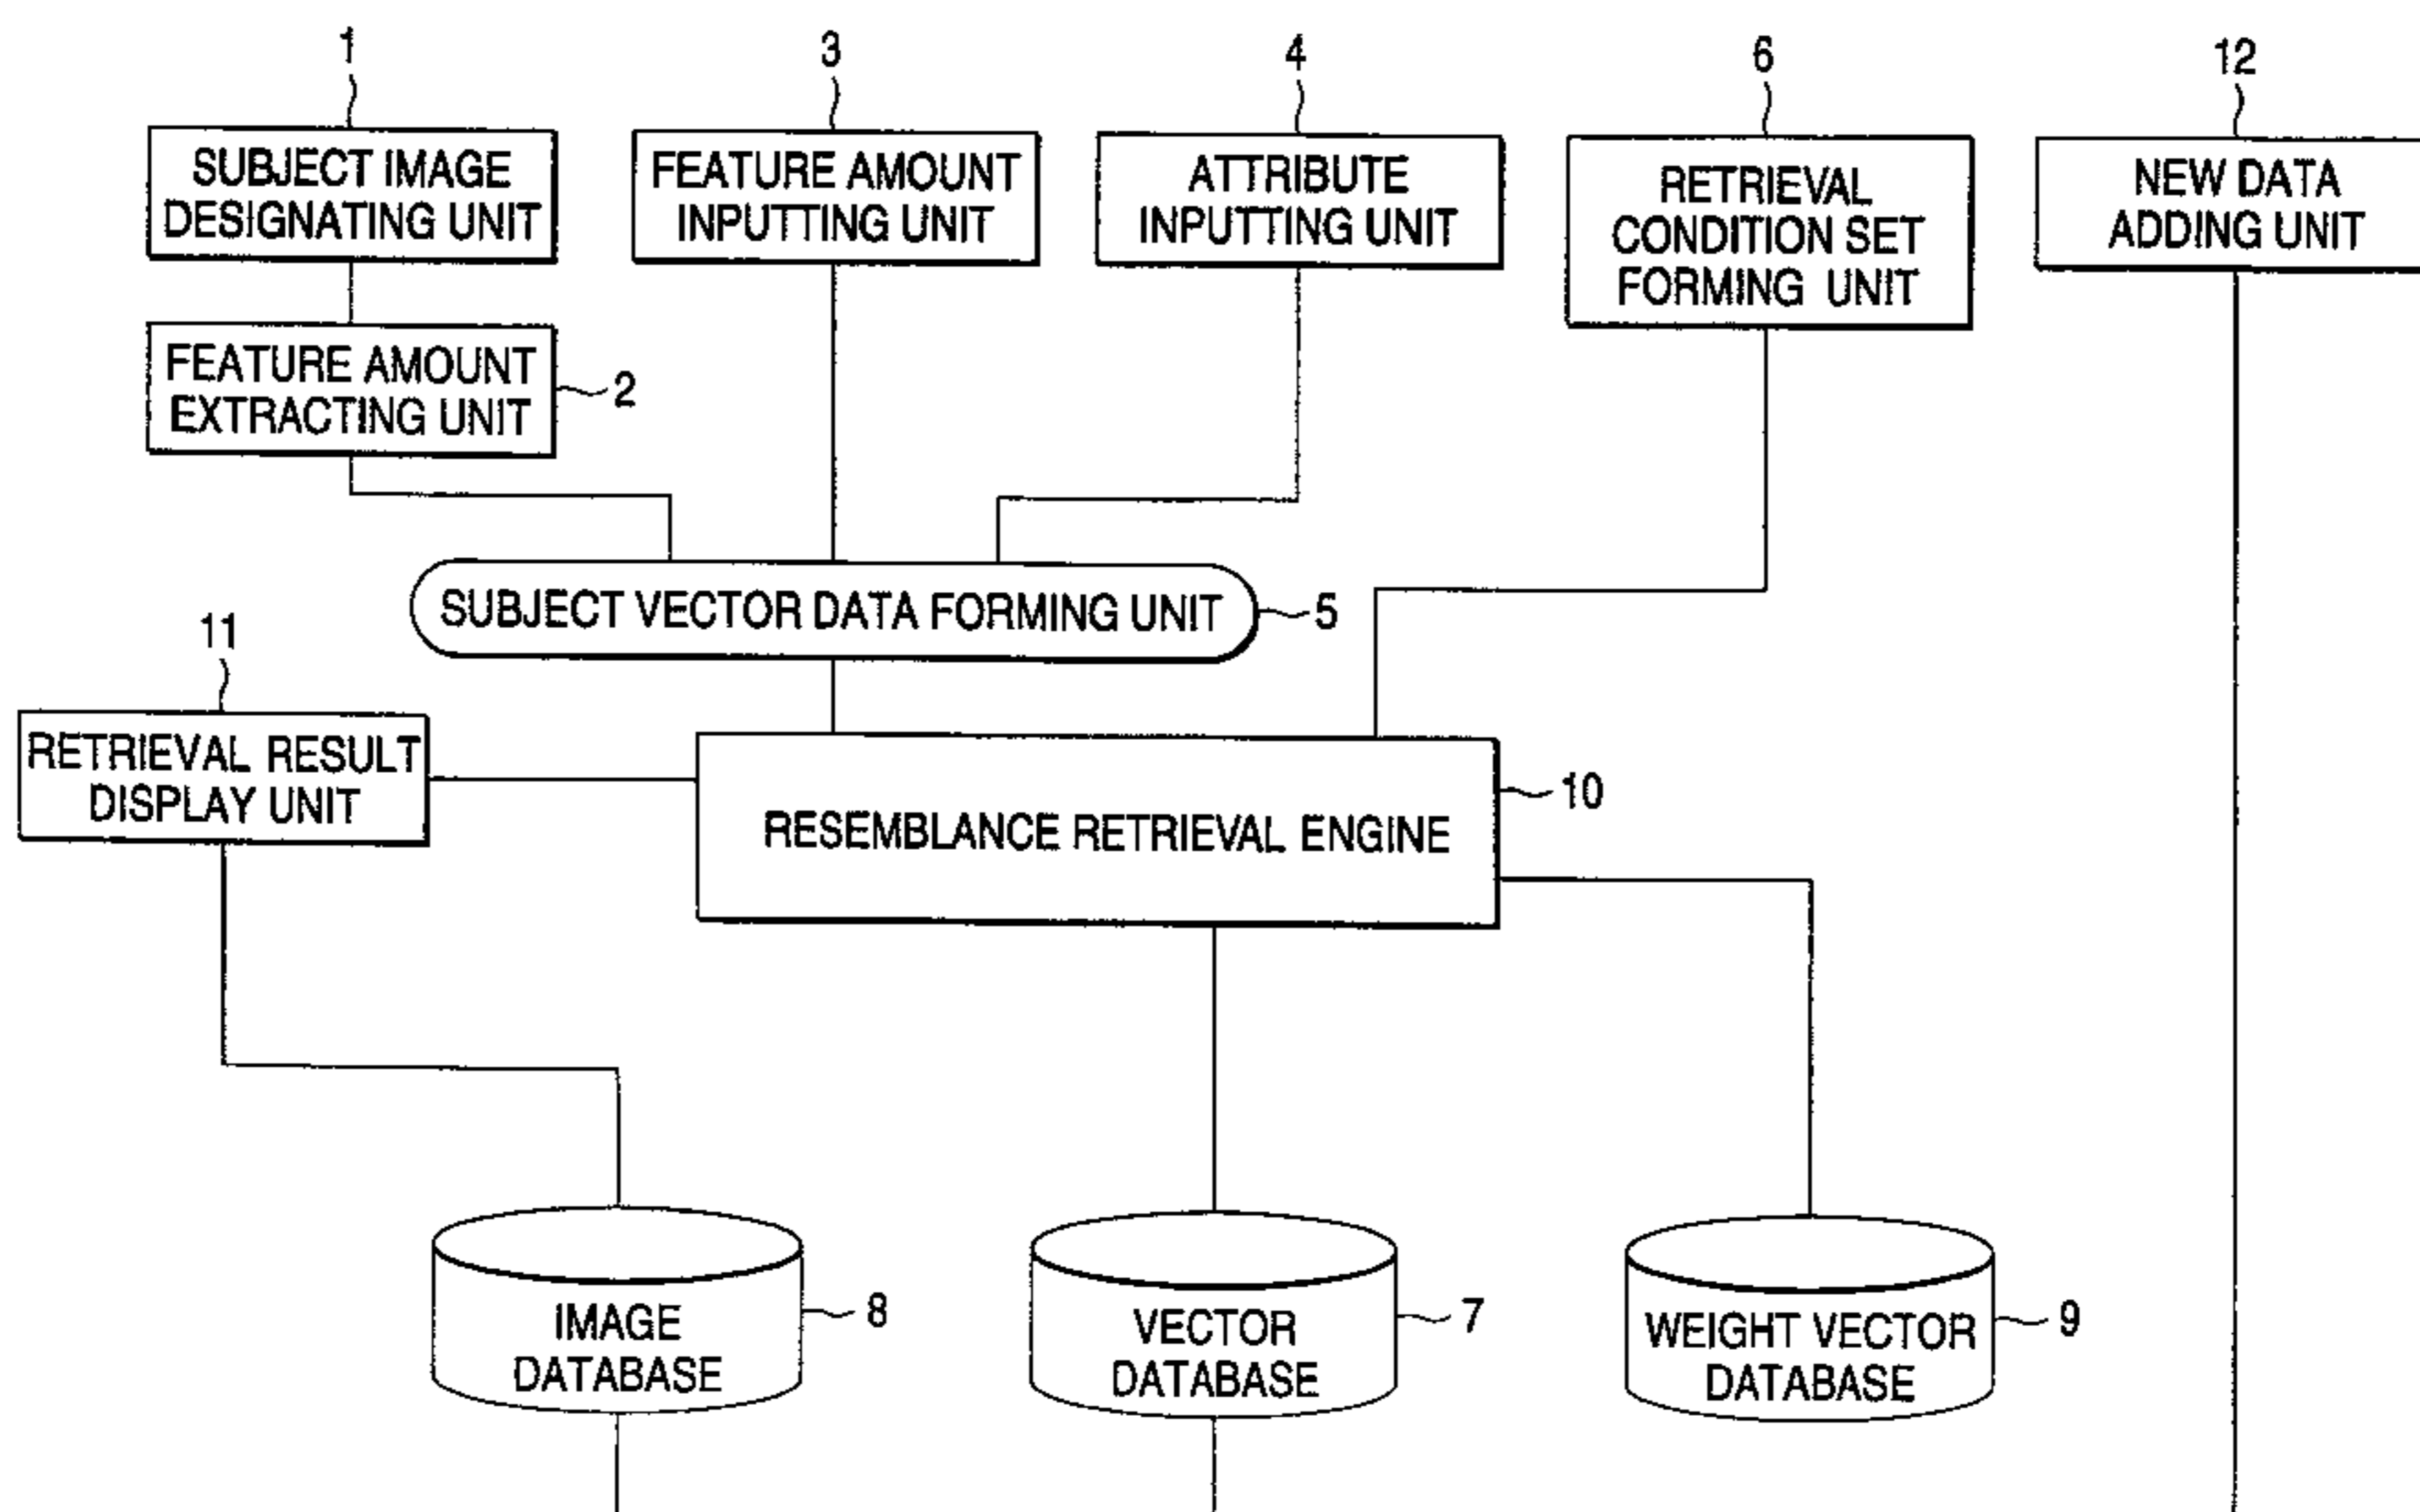 1
3
4
6
12
SUBJECT IMAGE
DESIGNATING UNIT
FEATURE AMOUNT
INPUTTING UNIT
ATTRIBUTE
INPUTTING UNIT
RETRIEVAL
CONDITION SET
FORMING UNIT
NEW DATA
ADDING UNIT
FEATURE AMOUNT
EXTRACTING UNIT
2
SUBJECT VECTOR DATA FORMING UNIT
5
11
RETRIEVAL RESULT
DISPLAY UNIT
RESEMBLANCE RETRIEVAL ENGINE
10
IMAGE
DATABASE
8
VECTOR
DATABASE
7
WEIGHT VECTOR
DATABASE
9